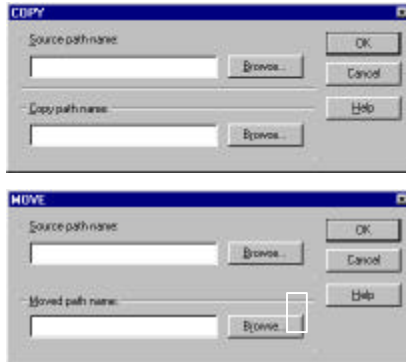 COPY
Source path name:
OK
Browse...
Cancel
Copy path name:
Help
Browse...
MOVE
Source path name:
OK
Browse...
Cancel
Moved path name:
Help
Browse...